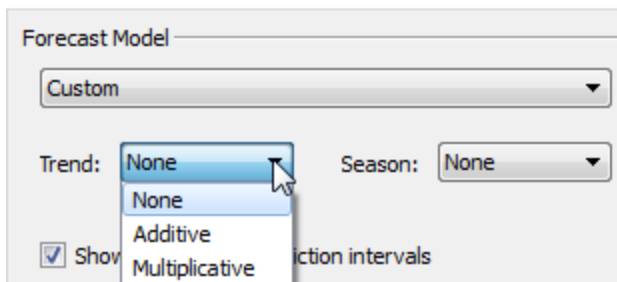 Forecast Model
Custom
Trend: None Season: None
None
Additive
Show iction intervals
Multiplicative